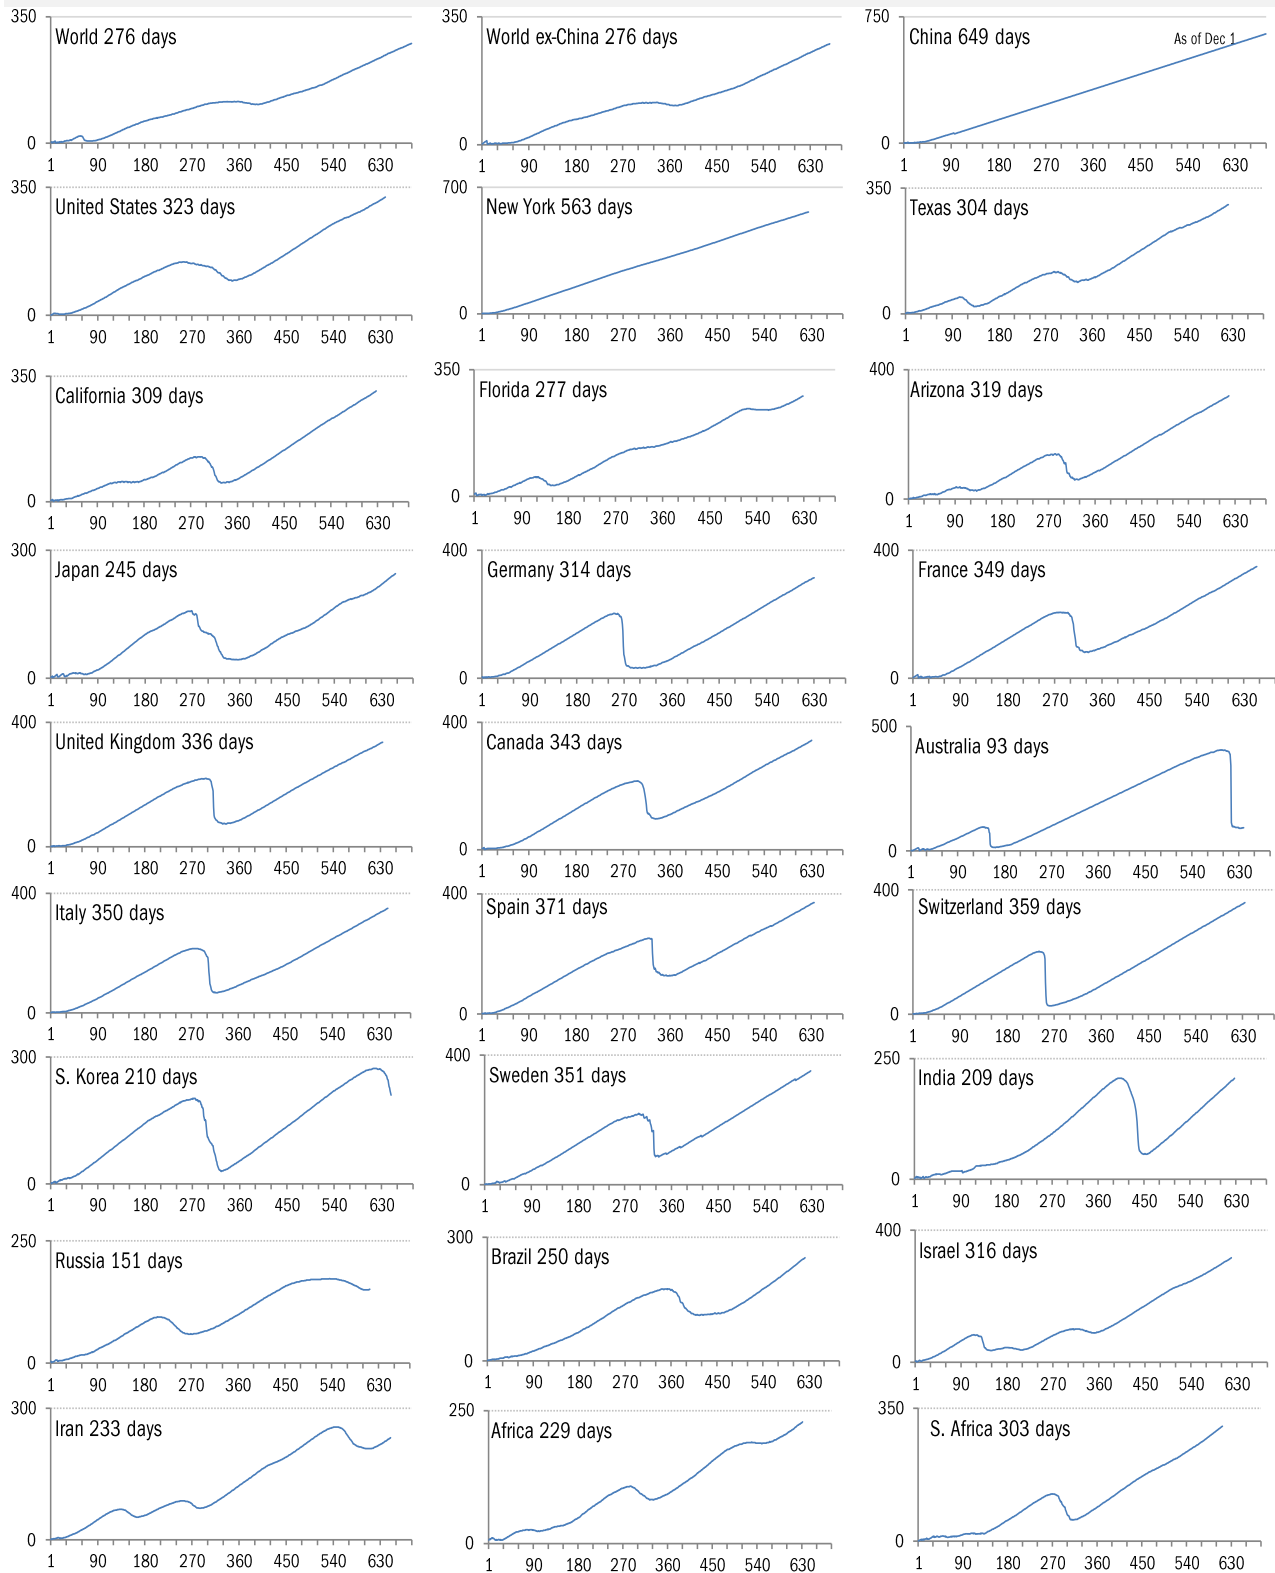 350
World 276 days
0
1 90 180 270 360 450 540 630
350
World ex-China 276 days
0
1 90 180 270 360 450 540 630
750
China 649 days
As of Dec 1
0
1 90 180 270 360 450 540 630
350
United States 323 days
0
1 90 180 270 360 450 540 630
700
New York 563 days
0
1 90 180 270 360 450 540 630
350
Texas 304 days
0
1 90 180 270 360 450 540 630
350
California 309 days
0
1 90 180 270 360 450 540 630
350
Florida 277 days
0
1 90 180 270 360 450 540 630
400
Arizona 319 days
0
1 90 180 270 360 450 540 630
300
Japan 245 days
0
1 90 180 270 360 450 540 630
400
Germany 314 days
0
1 90 180 270 360 450 540 630
400
France 349 days
0
1 90 180 270 360 450 540 630
400
United Kingdom 336 days
0
1 90 180 270 360 450 540 630
400
Canada 343 days
0
1 90 180 270 360 450 540 630
500
Australia 93 days
0
1 90 180 270 360 450 540 630
400
Italy 350 days
0
1 90 180 270 360 450 540 630
400
Spain 371 days
0
1 90 180 270 360 450 540 630
400
Switzerland 359 days
0
1 90 180 270 360 450 540 630
300
S. Korea 210 days
0
1 90 180 270 360 450 540 630
400
Sweden 351 days
0
1 90 180 270 360 450 540 630
250
India 209 days
0
1 90 180 270 360 450 540 630
250
Russia 151 days
0
1 90 180 270 360 450 540 630
300
Brazil 250 days
0
1 90 180 270 360 450 540 630
400
Israel 316 days
0
1 90 180 270 360 450 540 630
300
Iran 233 days
0
1 90 180 270 360 450 540 630
250
Africa 229 days
0
1 90 180 270 360 450 540 630
350
S. Africa 303 days
0
1 90 180 270 360 450 540 630